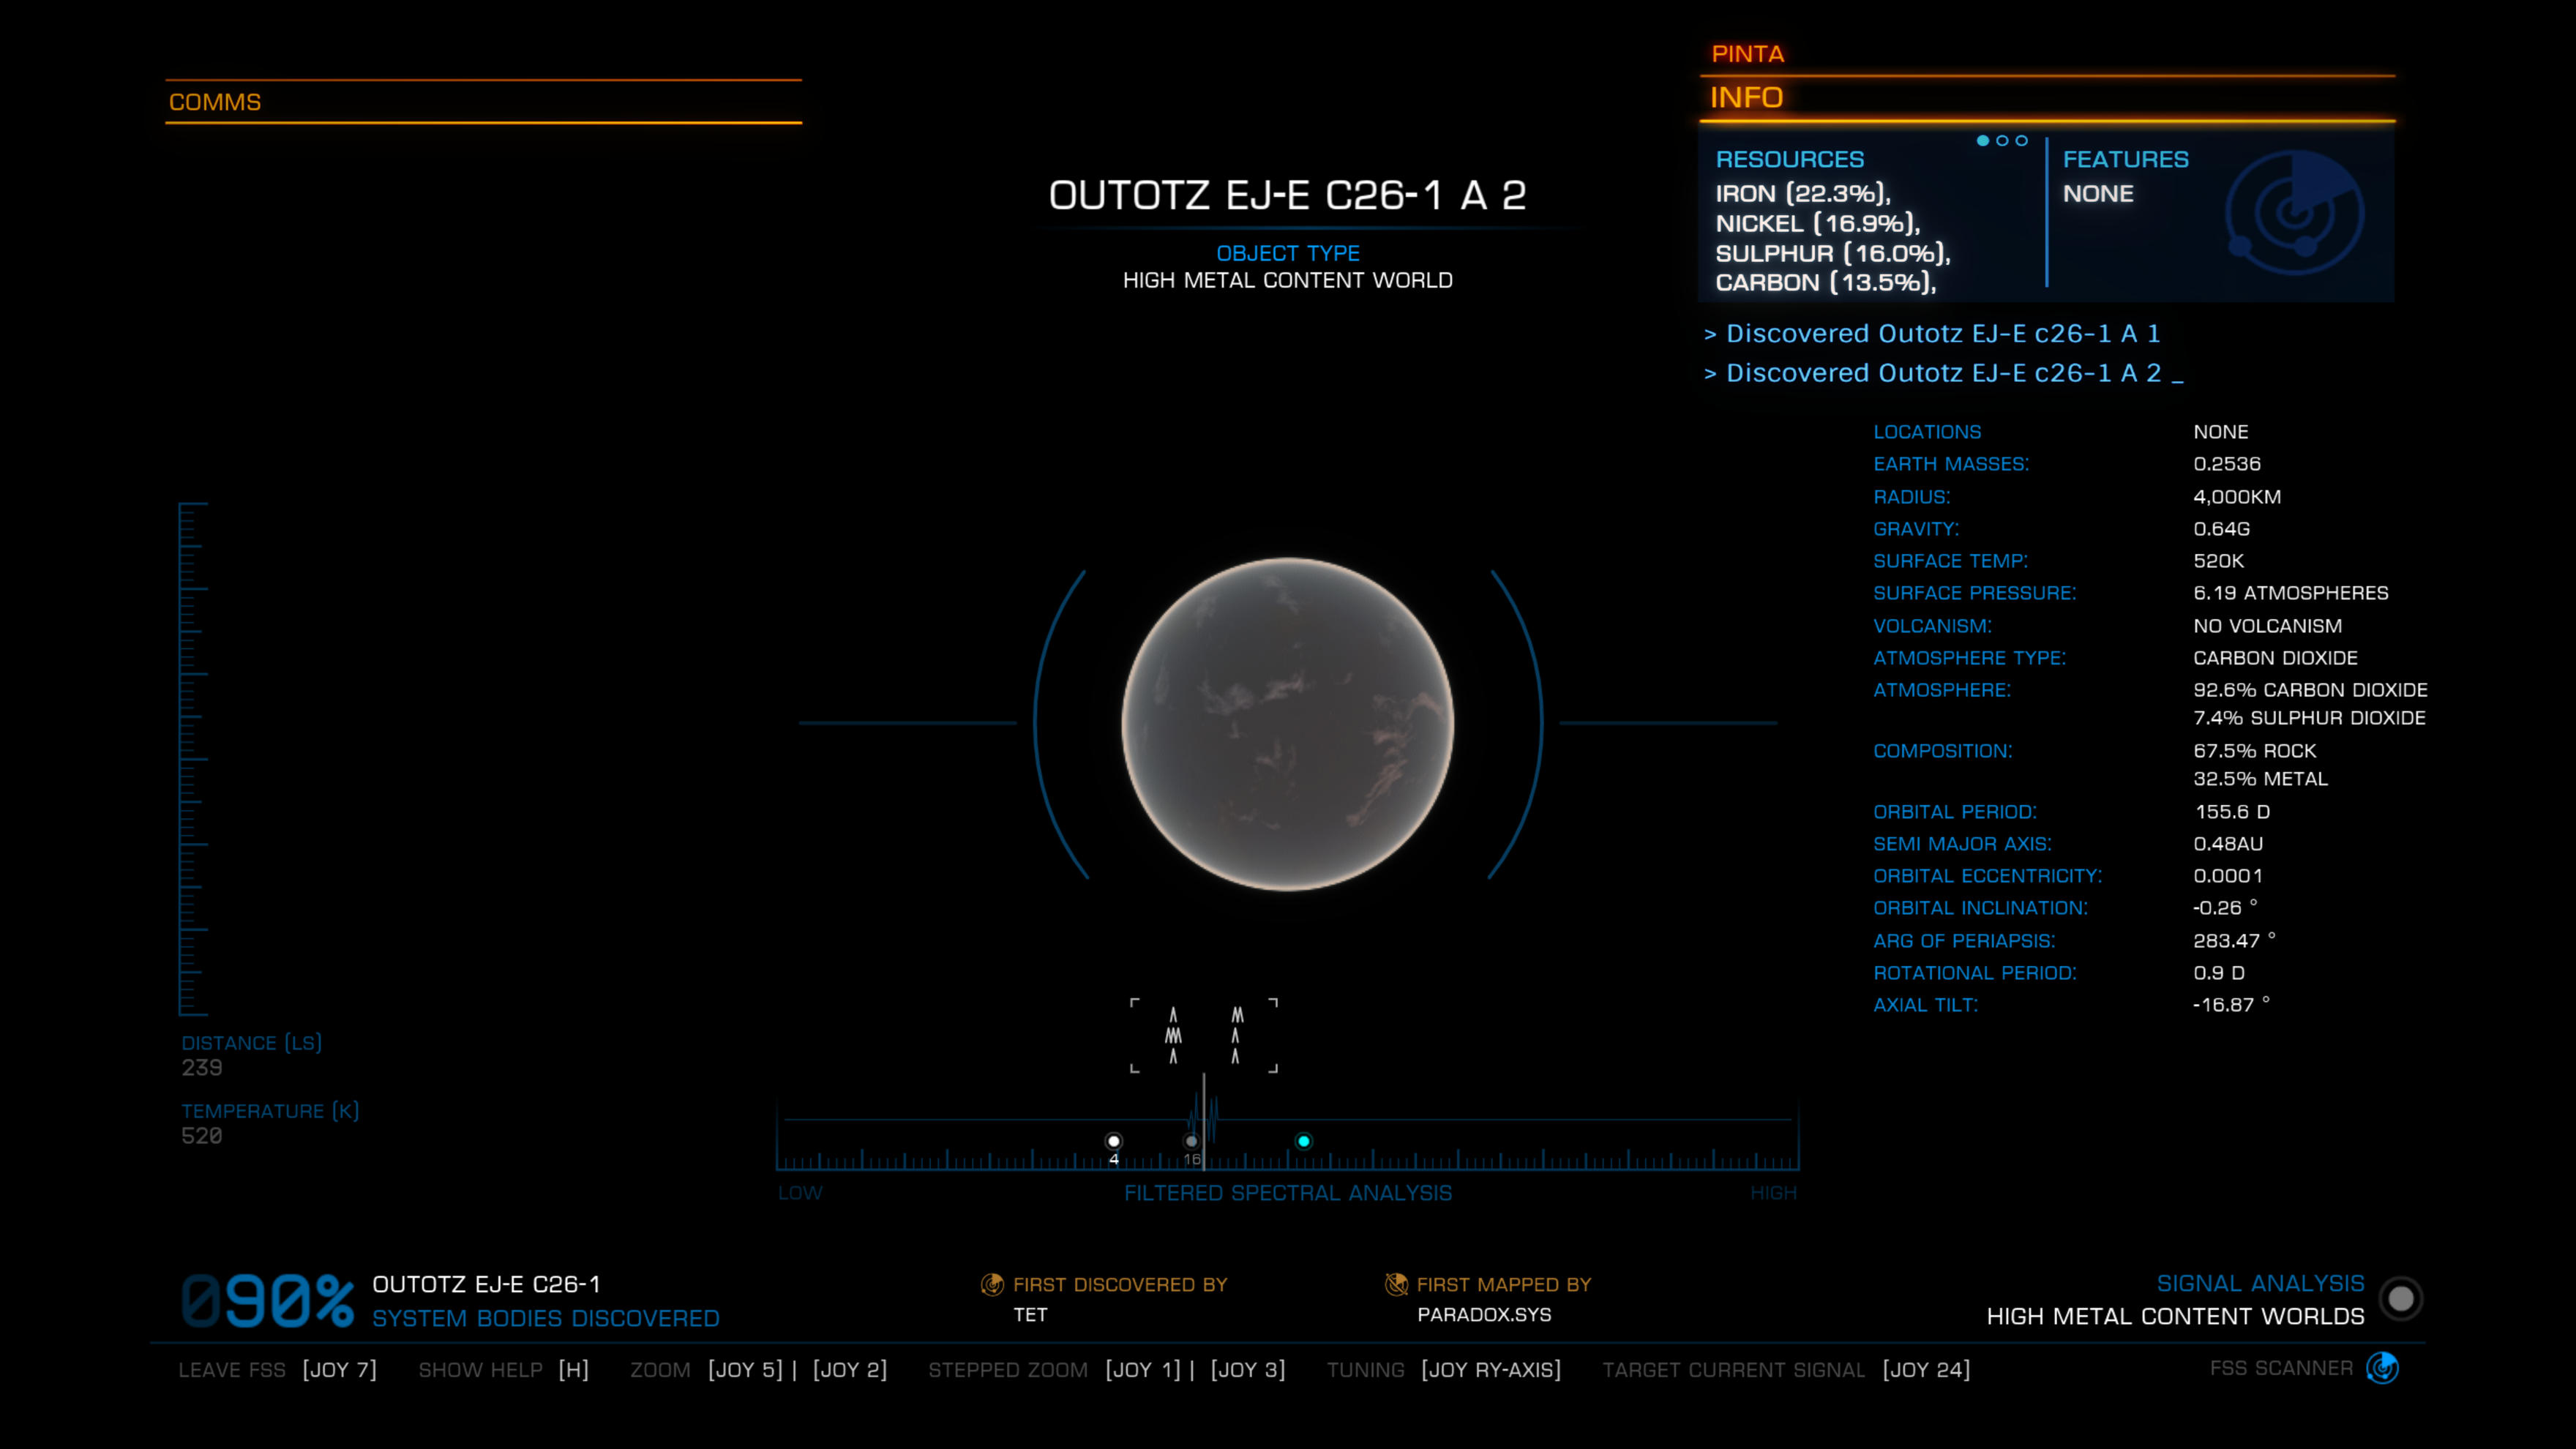 PINTA
COMMS
INFO
RESOURCES
IRON (22.3%),
NICKEL (16.9%),
SULPHUR (16.0%),
CARBON (13.5%),
FEATURES
NONE
OUTOTZ EJ-E C26-1 A 2
OBJECT TYPE
HIGH METAL CONTENT WORLD
> Discovered Outotz EJ-E c26-1 A 1
> Discovered Outotz EJ-E c26-1 A 2 _
LOCATIONS NONE
EARTH MASSES: 0.2536
RADIUS: 4,000KM
GRAVITY: 0.64G
SURFACE TEMP: 520K
SURFACE PRESSURE: 6.19 ATMOSPHERES
VOLCANISM: NO VOLCANISM
ATMOSPHERE TYPE: CARBON DIOXIDE
ATMOSPHERE: 92.6% CARBON DIOXIDE
7.4% SULPHUR DIOXIDE
COMPOSITION: 67.5% ROCK
32.5% METAL
ORBITAL PERIOD: 155.6 D
SEMI MAJOR AXIS: 0.48AU
ORBITAL ECCENTRICITY: 0.0001
ORBITAL INCLINATION: -0.26 °
ARG OF PERIAPSIS: 283.47 °
ROTATIONAL PERIOD: 0.9 D
AXIAL TILT: -16.87 °
DISTANCE (LS)
239
TEMPERATURE (K)
520
4 16
LOW FILTERED SPECTRAL ANALYSIS HIGH
090% OUTOTZ EJ-E C26-1
SYSTEM BODIES DISCOVERED
FIRST DISCOVERED BY
TET
FIRST MAPPED BY
PARADOX.SYS
SIGNAL ANALYSIS
HIGH METAL CONTENT WORLDS
LEAVE FSS [JOY 7] SHOW HELP [H] ZOOM [JOY 5] | [JOY 2] STEPPED ZOOM [JOY 1] | [JOY 3] TUNING [JOY RY-AXIS] TARGET CURRENT SIGNAL [JOY 24] FSS SCANNER